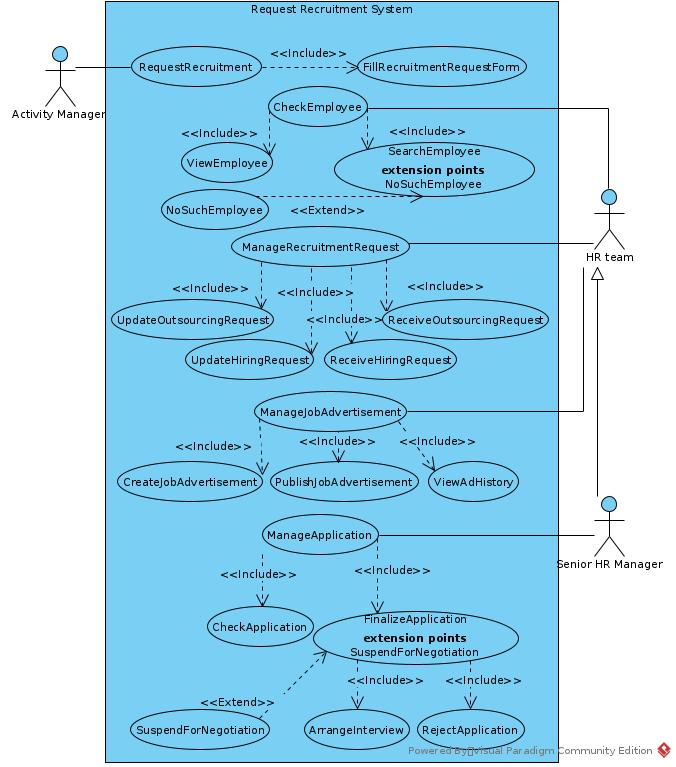 Request Recruitment System
Activity Manager
RequestRecruitment
<<Include>>
FillRecruitmentRequestForm
CheckEmployee
<<Include>>
<<Include>>
ViewEmployee
SearchEmployee
extension points
NoSuchEmployee
NoSuchEmployee
<<Extend>>
HR team
ManageRecruitmentRequest
<<Include>>
<<Include>>
<<Include>>
<<Include>>
UpdateOutsourcingRequest
ReceiveOutsourcingRequest
UpdateHiringRequest
ReceiveHiringRequest
ManageJobAdvertisement
<<Include>>
<<Include>>
<<Include>>
CreateJobAdvertisement
PublishJobAdvertisement
ViewAdHistory
ManageApplication
Senior HR Manager
<<Include>>
<<Include>>
CheckApplication
FinalizeApplication
extension points
SuspendForNegotiation
<<Extend>>
<<Include>>
<<Include>>
SuspendForNegotiation
ArrangeInterview
RejectApplication
Powered By Visual Paradigm Community Edition